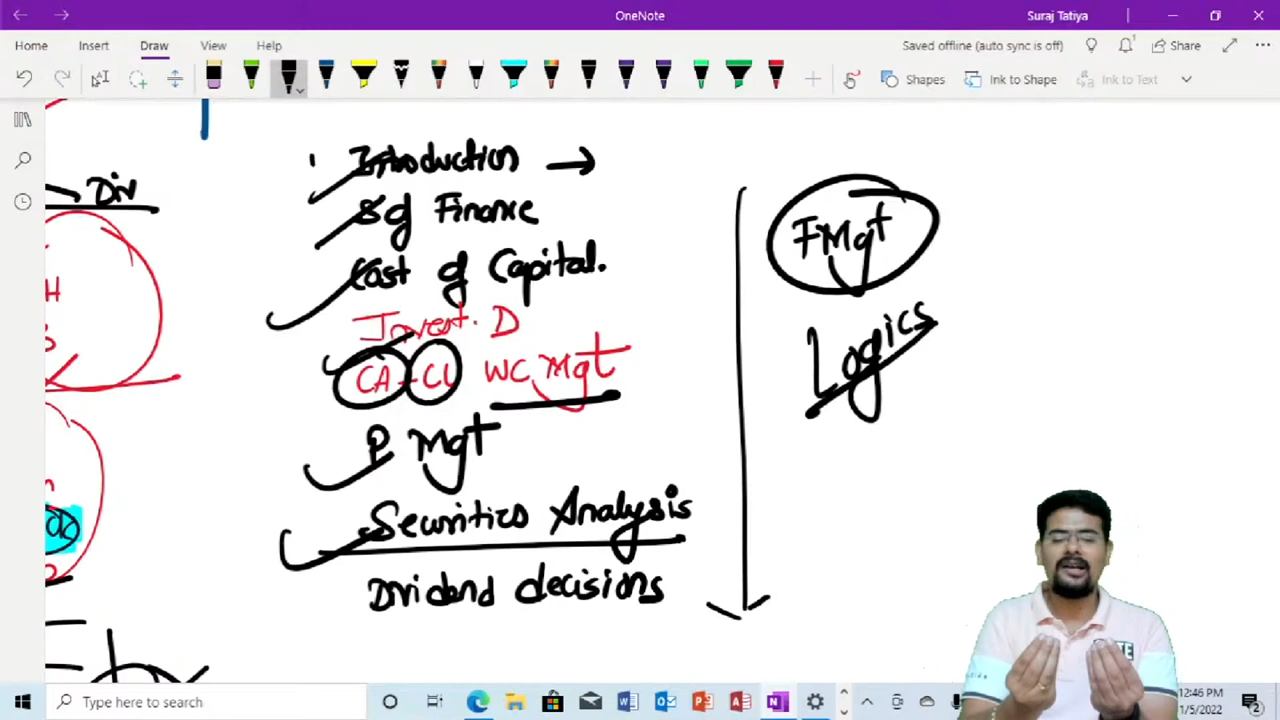 OneNote
Suraj Tatiya
Home Insert Draw View Help
Saved offline (auto sync is off) Share
Shapes Ink to Shape Ink to Text
Div
Introduction →
S of Finance
Cost of Capital.
Invest. D
CA - CL WC Mgt
P Mgt
Securities Analysis
Dividend decisions
FMgt
Logics
H
Type here to search
12:46 PM
1/5/2022
2